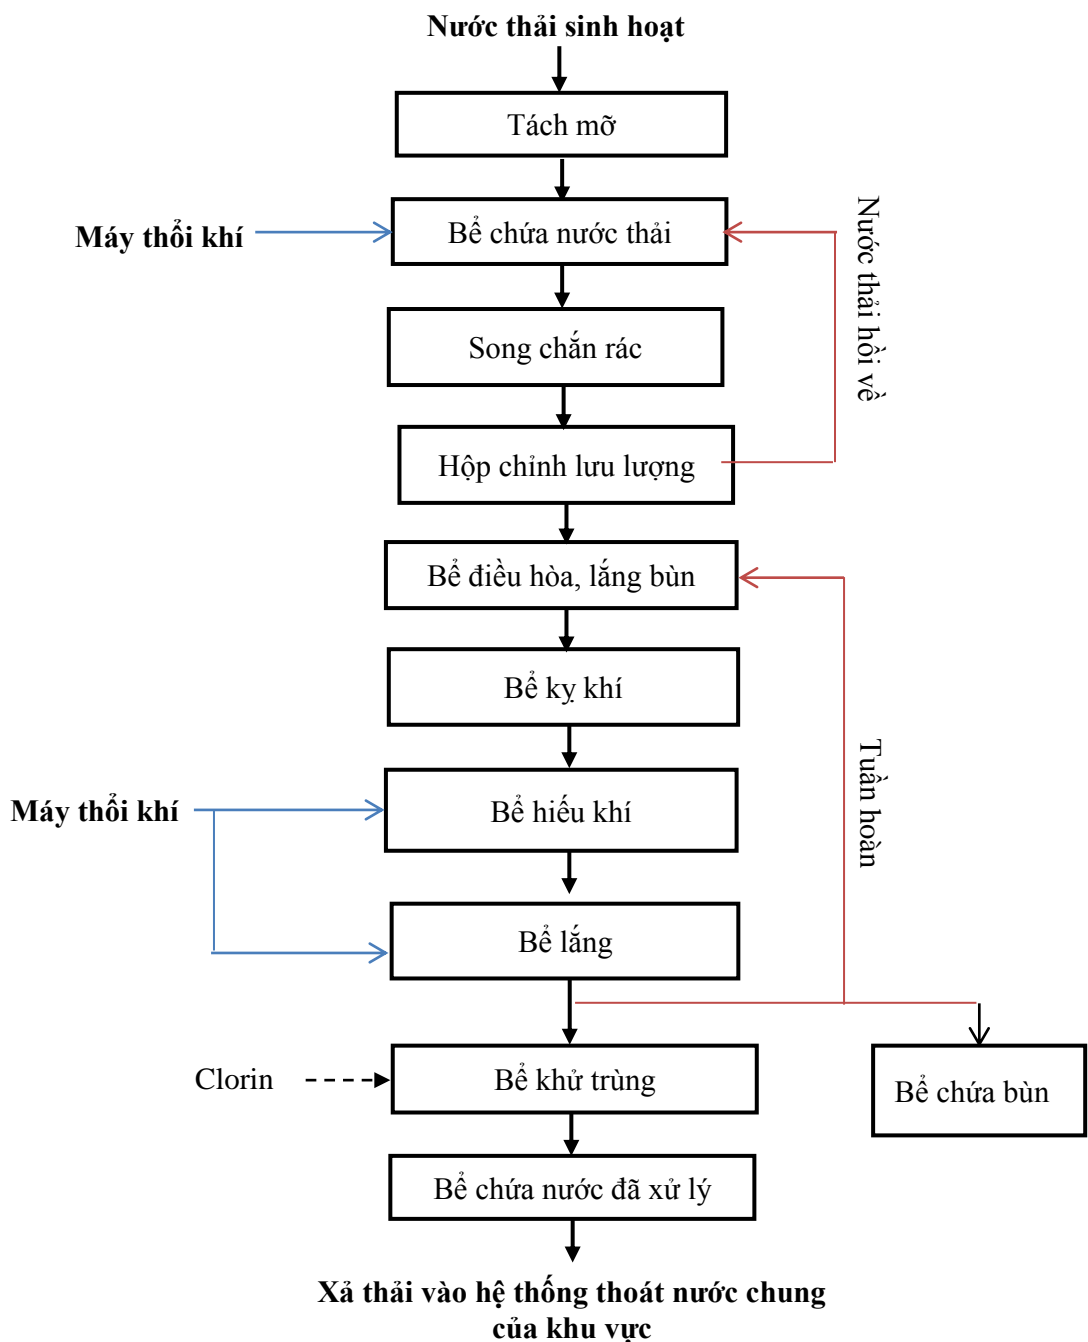 Nước thải sinh hoạt
Tách mỡ
Máy thổi khí
Bể chứa nước thải
Nước thải hồi về
Song chắn rác
Hộp chỉnh lưu lượng
Bể điều hòa, lắng bùn
Bể kỵ khí
Tuần hoàn
Máy thổi khí
Bể hiếu khí
Bể lắng
Clorin
Bể khử trùng
Bể chứa bùn
Bể chứa nước đã xử lý
Xả thải vào hệ thống thoát nước chung
của khu vực